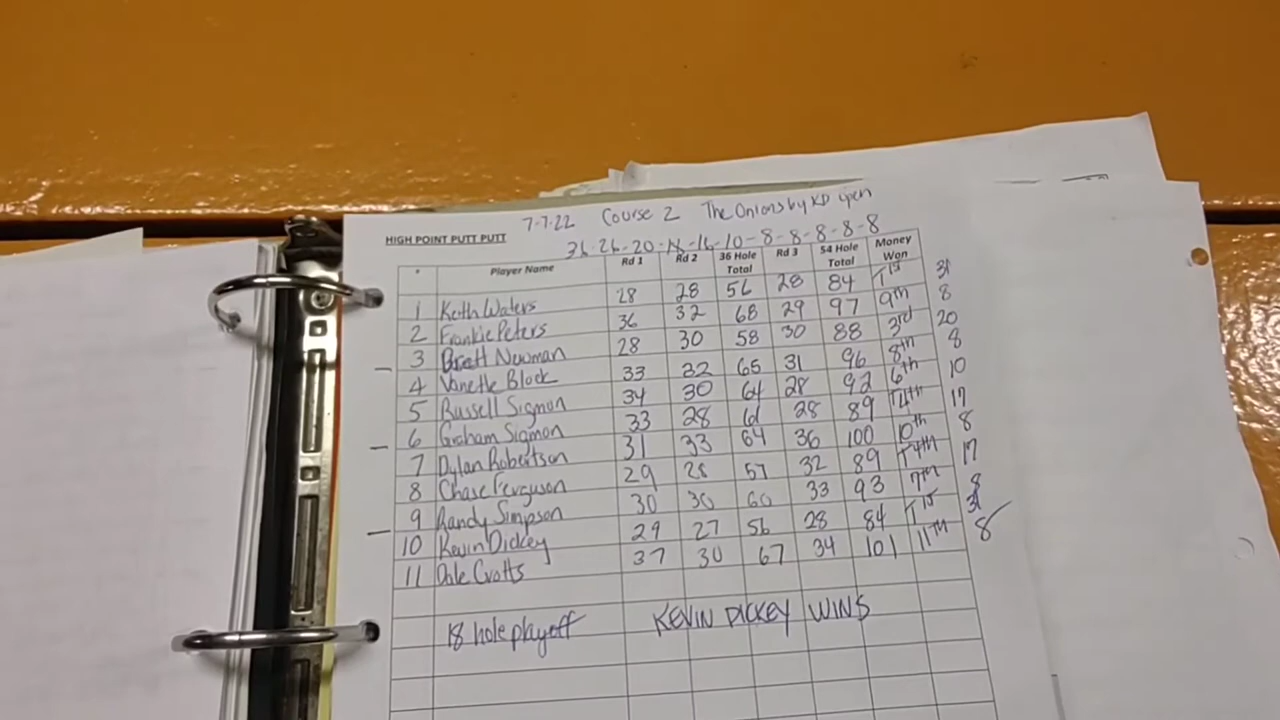 7-7-22 Course 2 The Onions by KD Open
HIGH POINT PUTT PUTT
36-26-20-18-16-10-8-8-8-8-8
* Player Name Rd 1 Rd 2 36 Hole Total Rd 3 54 Hole Total Money Won
1 Keith Waters 28 28 56 28 84 T1st 31
2 Frankie Peters 36 32 68 29 97 9th 8
3 Brett Newman 28 30 58 30 88 3rd 20
4 Vanetle Block 33 32 65 31 96 8th 8
5 Russell Sigmon 34 30 64 28 92 6th 10
6 Graham Sigmon 33 28 61 28 89 T4th 17
7 Dylan Robertson 31 33 64 36 100 10th 8
8 Chase Ferguson 29 28 57 32 89 T4th 17
9 Randy Simpson 30 30 60 33 93 7th 8
10 Kevin Dickey 29 27 56 28 84 T1st 31
11 Dale Crotts 37 30 67 34 101 11th 8
18 hole playoff KEVIN DICKEY WINS